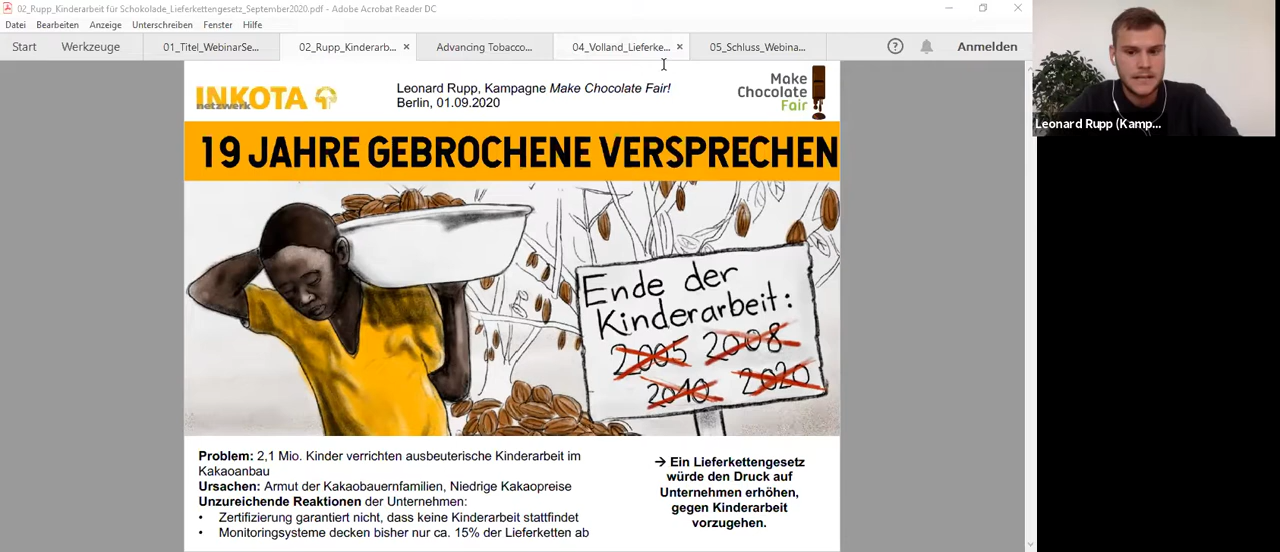 02_Rupp_Kinderarbeit für Schokolade_Lieferkettengesetz_September2020.pdf - Adobe Acrobat Reader DC
Datei Bearbeiten Anzeige Unterschreiben Fenster Hilfe
Start Werkzeuge 01_Titel_WebinarSe... 02_Rupp_Kinderarb... Advancing Tobacco... 04_Volland_Lieferke... 05_Schluss_Webina... Anmelden
INKOTA
netzwerk
Leonard Rupp, Kampagne Make Chocolate Fair!
Berlin, 01.09.2020
Make
Chocolate
Fair
19 JAHRE GEBROCHENE VERSPRECHEN
Ende der
Kinderarbeit:
2005 2008
2010 2020
Problem: 2,1 Mio. Kinder verrichten ausbeuterische Kinderarbeit im
Kakaoanbau
Ursachen: Armut der Kakaobauernfamilien, Niedrige Kakaopreise
Unzureichende Reaktionen der Unternehmen:
• Zertifizierung garantiert nicht, dass keine Kinderarbeit stattfindet
• Monitoringsysteme decken bisher nur ca. 15% der Lieferketten ab
→ Ein Lieferkettengesetz
würde den Druck auf
Unternehmen erhöhen,
gegen Kinderarbeit
vorzugehen.
Leonard Rupp (Kamp...